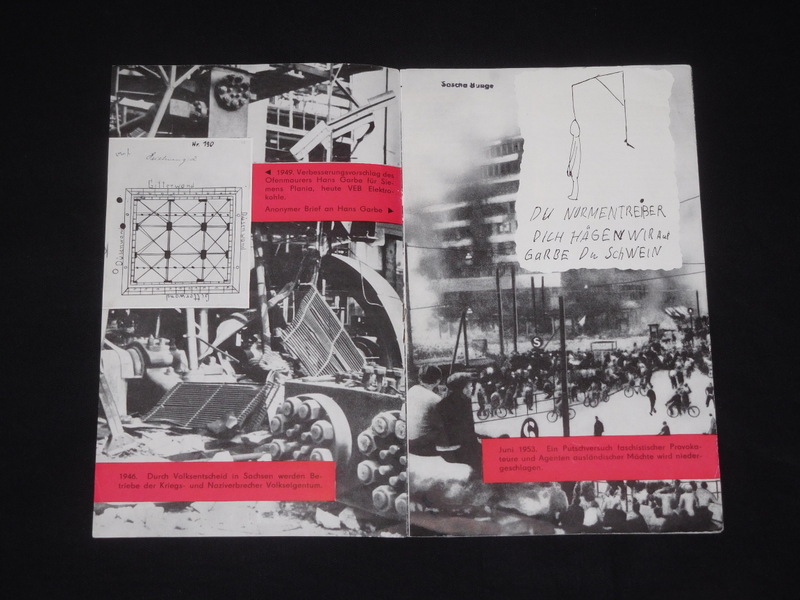 Nr. 130
Gitterwand
◄ 1949. Verbesserungsvorschlag des
Ofenmaurers Hans Garbe für Sie-
mens Plania, heute VEB Elektro-
kohle.
Anonymer Brief an Hans Garbe ►
1946. Durch Volksentscheid in Sachsen werden Be-
triebe der Kriegs- und Naziverbrecher Volkseigentum.
Sascha Bunge
DU NORMENTREIBER
DICH HÄGEN WIR Auf
GARBE Du SCHWEIN
S
Juni 1953. Ein Putschversuch faschistischer Provoka-
teure und Agenten ausländischer Mächte wird nieder-
geschlagen.